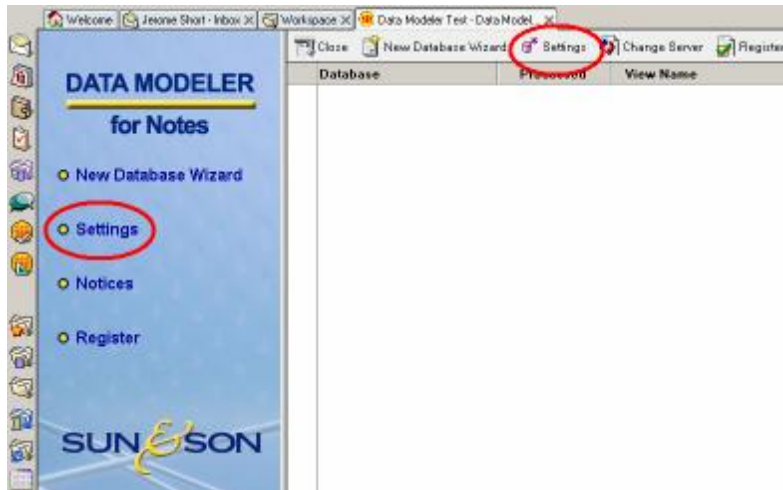 Welcome Jerome Short - Inbox Workspace Data Modeler Test - Data Model
Close New Database Wizard Settings Change Server Register
Database Processed View Name
DATA MODELER
for Notes
New Database Wizard
Settings
Notices
Register
SUN & SON